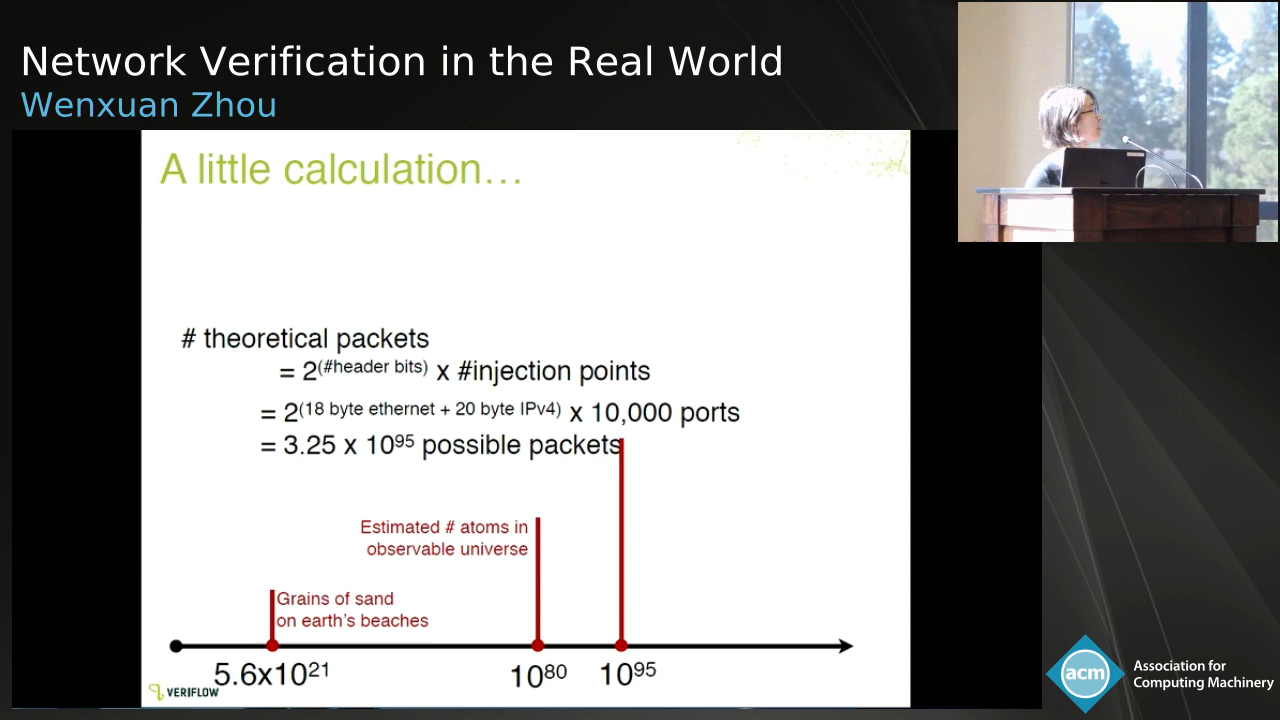 Network Verification in the Real World
Wenxuan Zhou
A little calculation…
# theoretical packets
= 2^(#header bits) x #injection points
= 2^(18 byte ethernet + 20 byte IPv4) x 10,000 ports
= 3.25 x 10^95 possible packets
Estimated # atoms in
observable universe
Grains of sand
on earth's beaches
5.6x10^21
10^80
10^95
VERIFLOW
acm
Association for
Computing Machinery